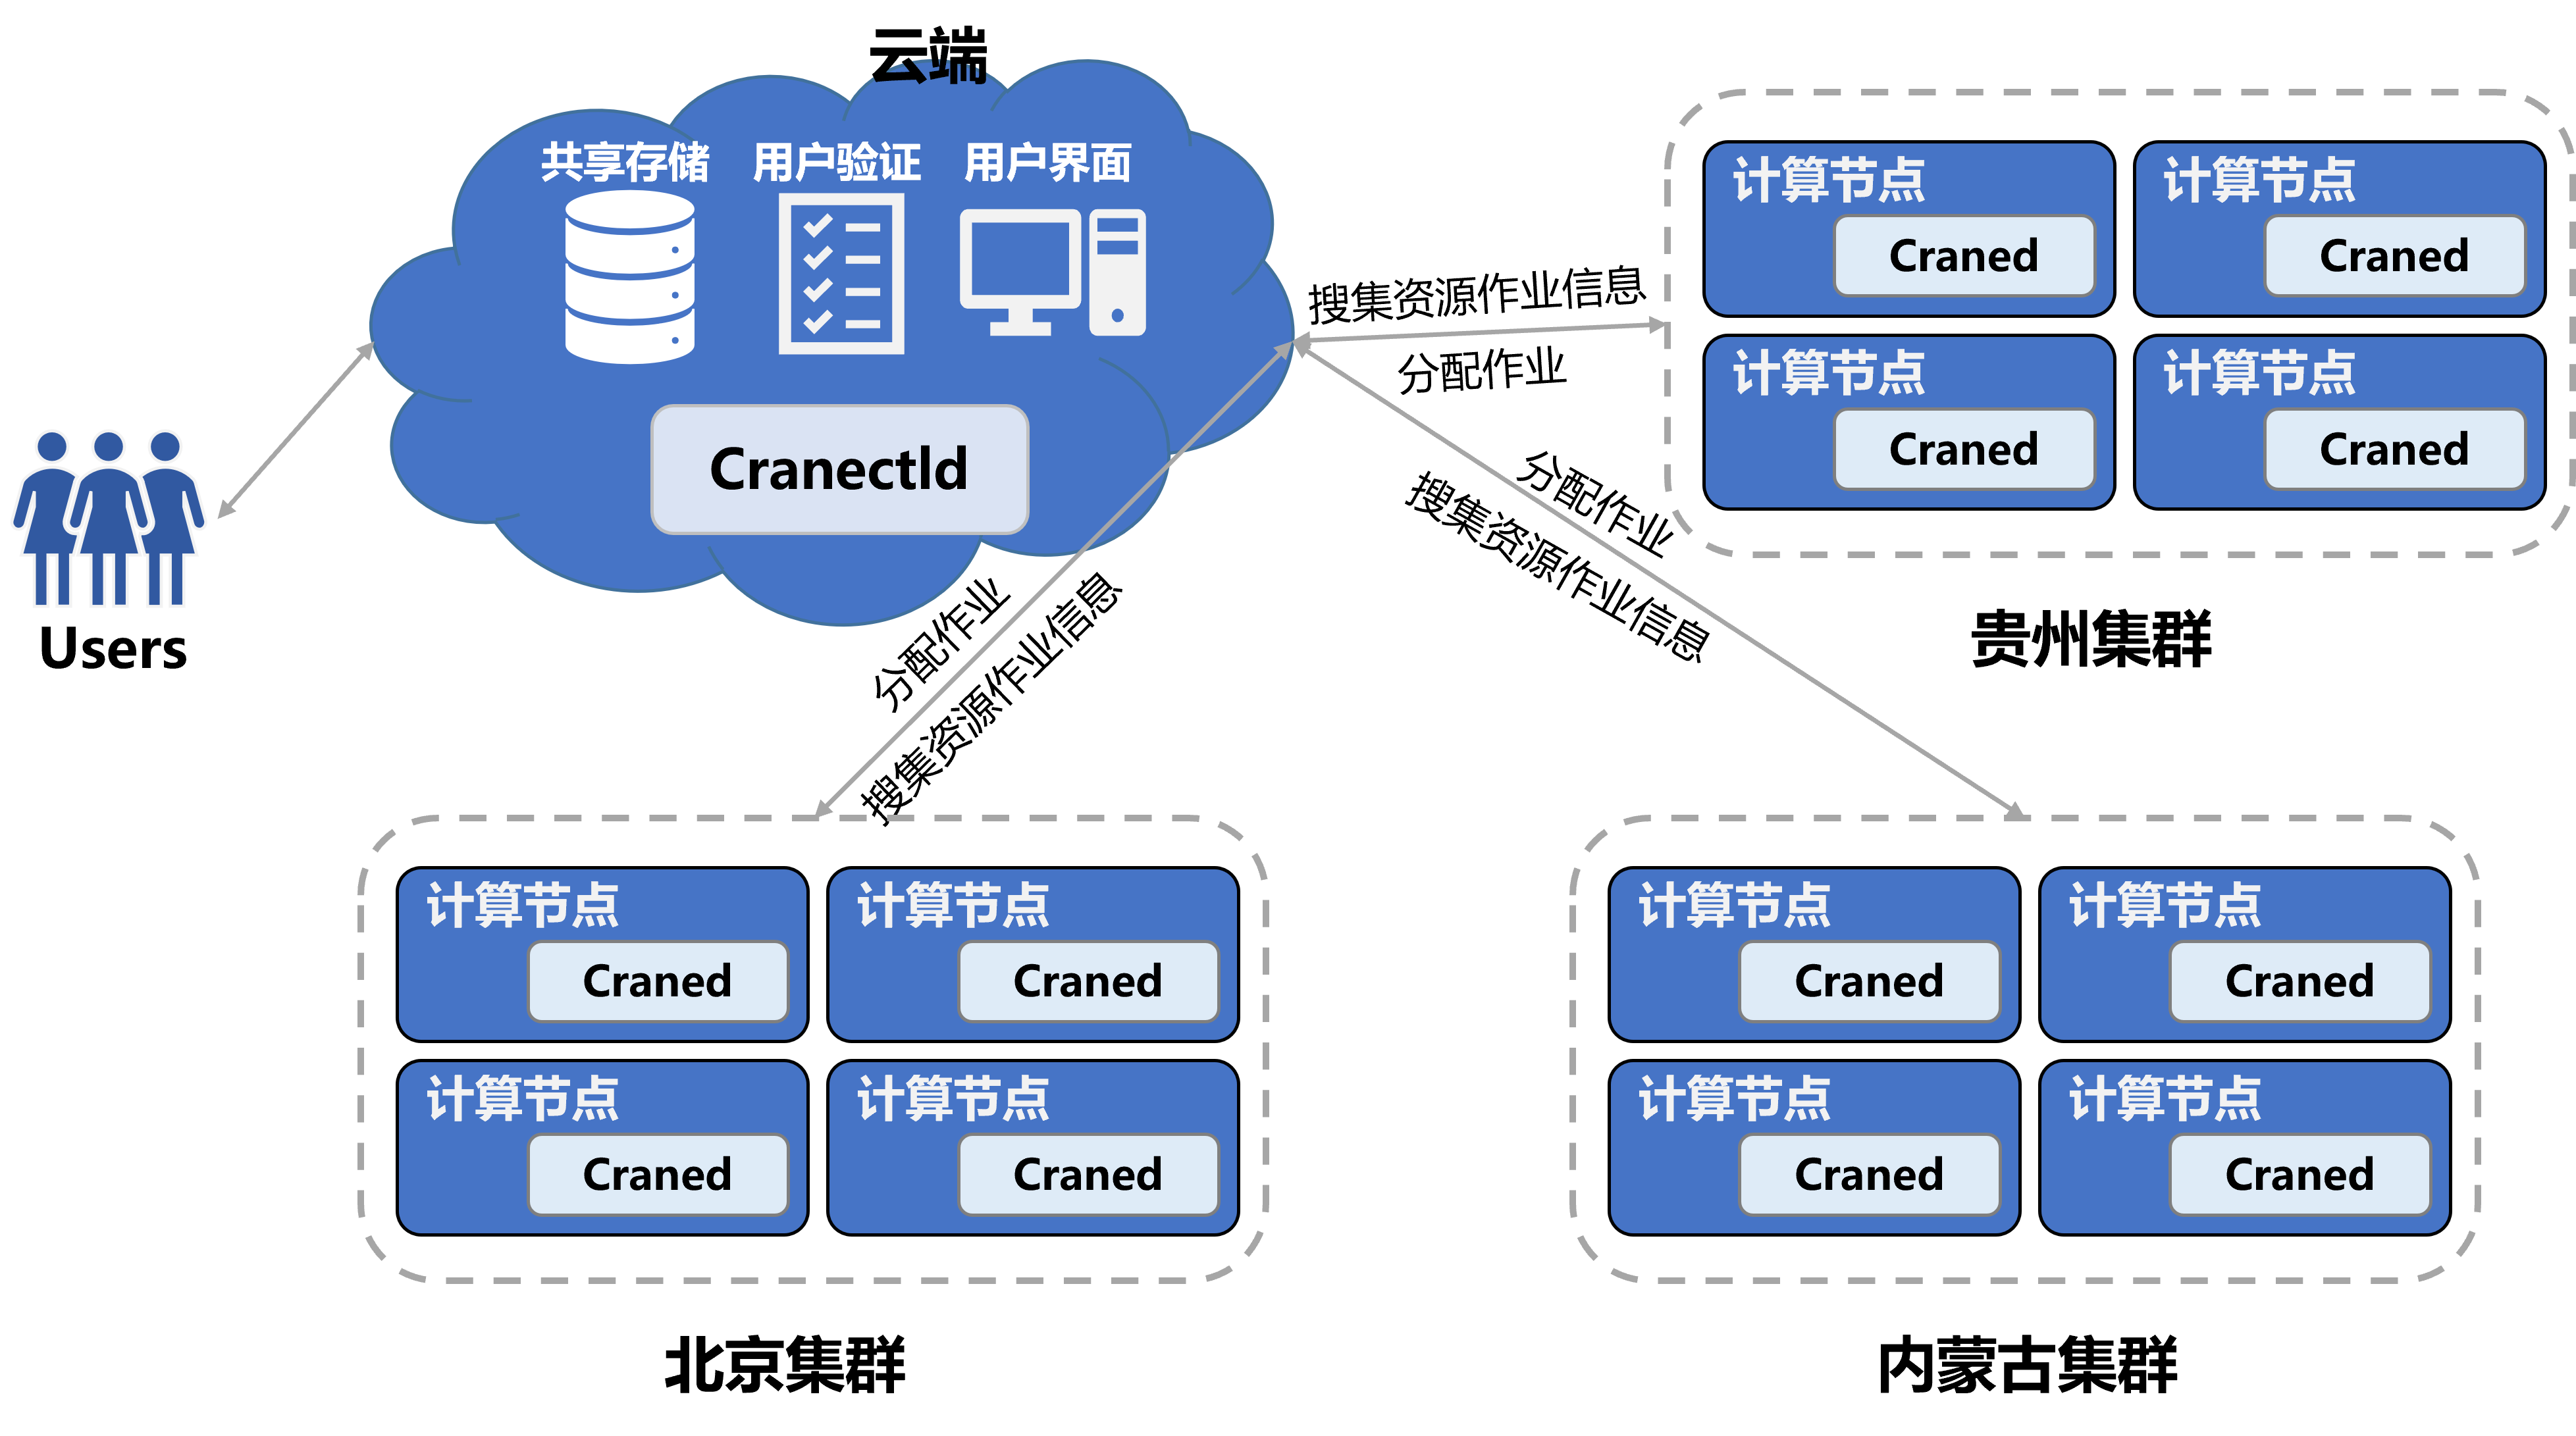 云端
共享存储
用户验证
用户界面
Cranectld
Users
搜集资源作业信息
分配作业
分配作业
搜集资源作业信息
分配作业
搜集资源作业信息
计算节点
Craned
计算节点
Craned
计算节点
Craned
计算节点
Craned
贵州集群
计算节点
Craned
计算节点
Craned
计算节点
Craned
计算节点
Craned
北京集群
计算节点
Craned
计算节点
Craned
计算节点
Craned
计算节点
Craned
内蒙古集群